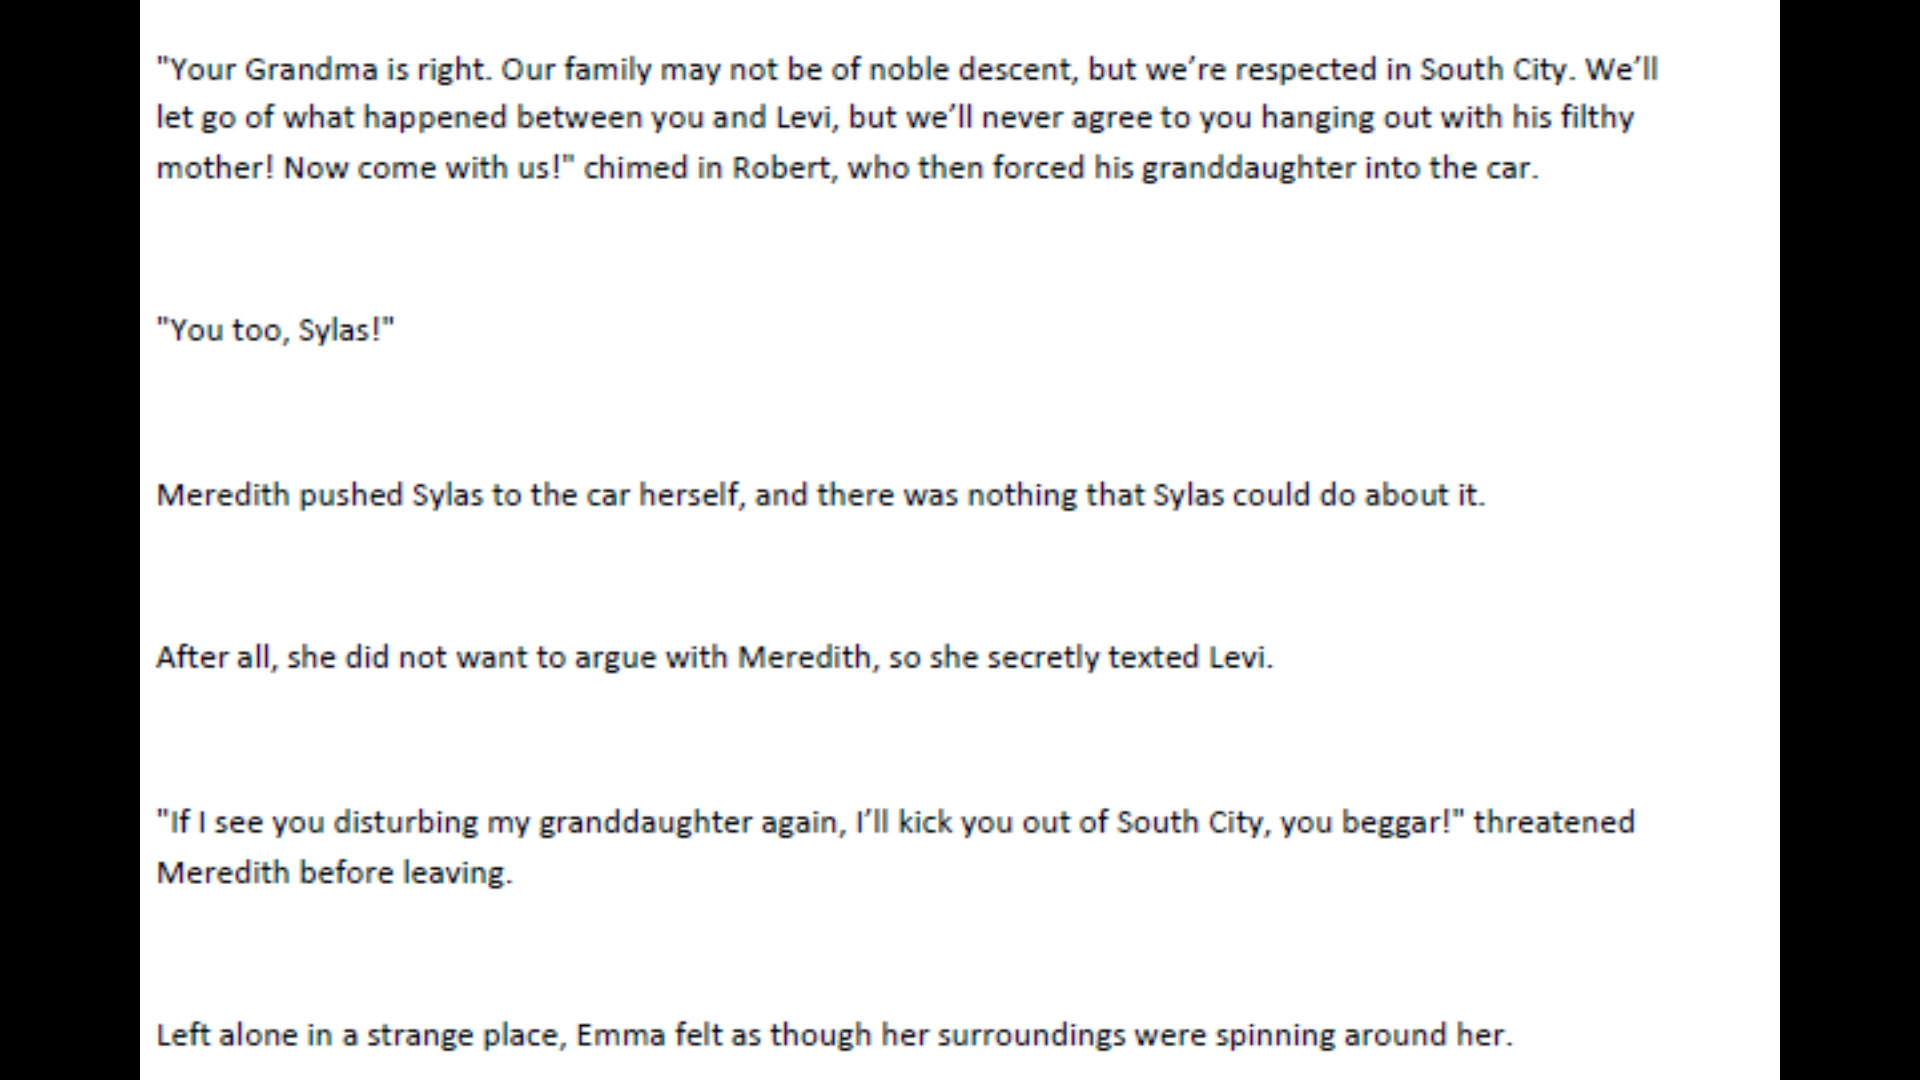 "Your Grandma is right. Our family may not be of noble descent, but we’re respected in South City. We’ll
let go of what happened between you and Levi, but we’ll never agree to you hanging out with his filthy
mother! Now come with us!" chimed in Robert, who then forced his granddaughter into the car.
"You too, Sylas!"
Meredith pushed Sylas to the car herself, and there was nothing that Sylas could do about it.
After all, she did not want to argue with Meredith, so she secretly texted Levi.
"If I see you disturbing my granddaughter again, I’ll kick you out of South City, you beggar!" threatened
Meredith before leaving.
Left alone in a strange place, Emma felt as though her surroundings were spinning around her.